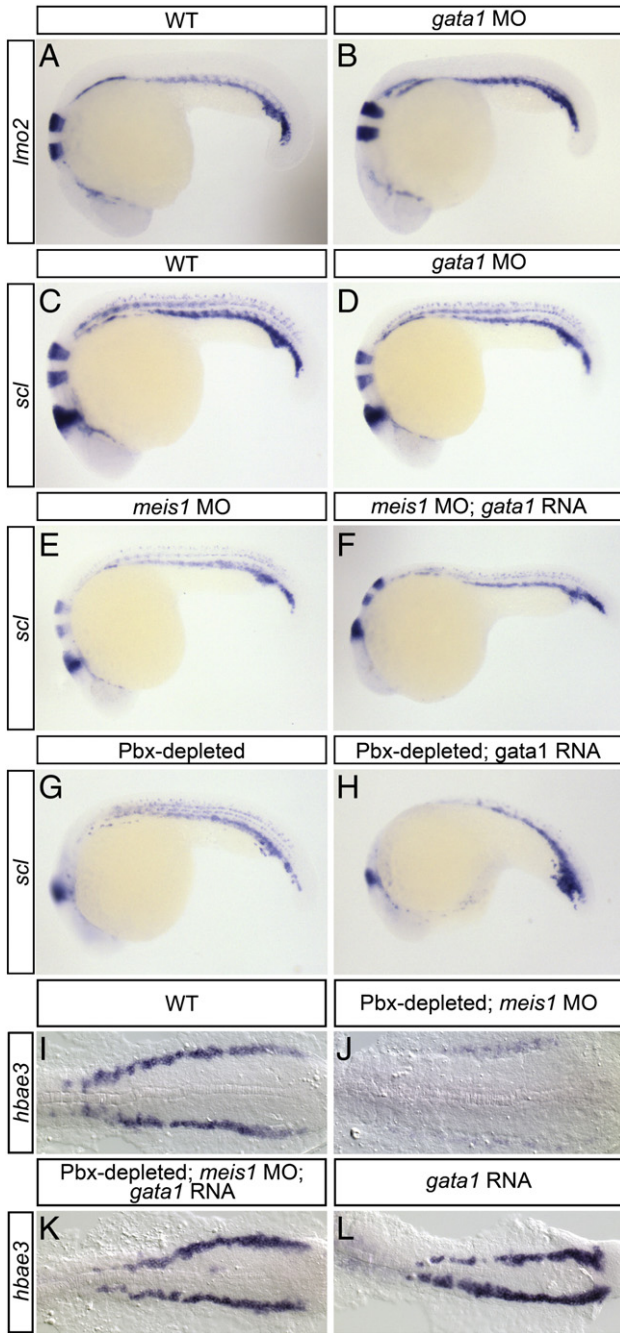 WT
gata1 MO
lmo2
A
B
WT
gata1 MO
scl
C
D
meis1 MO
meis1 MO; gata1 RNA
scl
E
F
Pbx-depleted
Pbx-depleted; gata1 RNA
scl
G
H
WT
Pbx-depleted; meis1 MO
hbae3
I
J
Pbx-depleted; meis1 MO;
gata1 RNA
gata1 RNA
hbae3
K
L